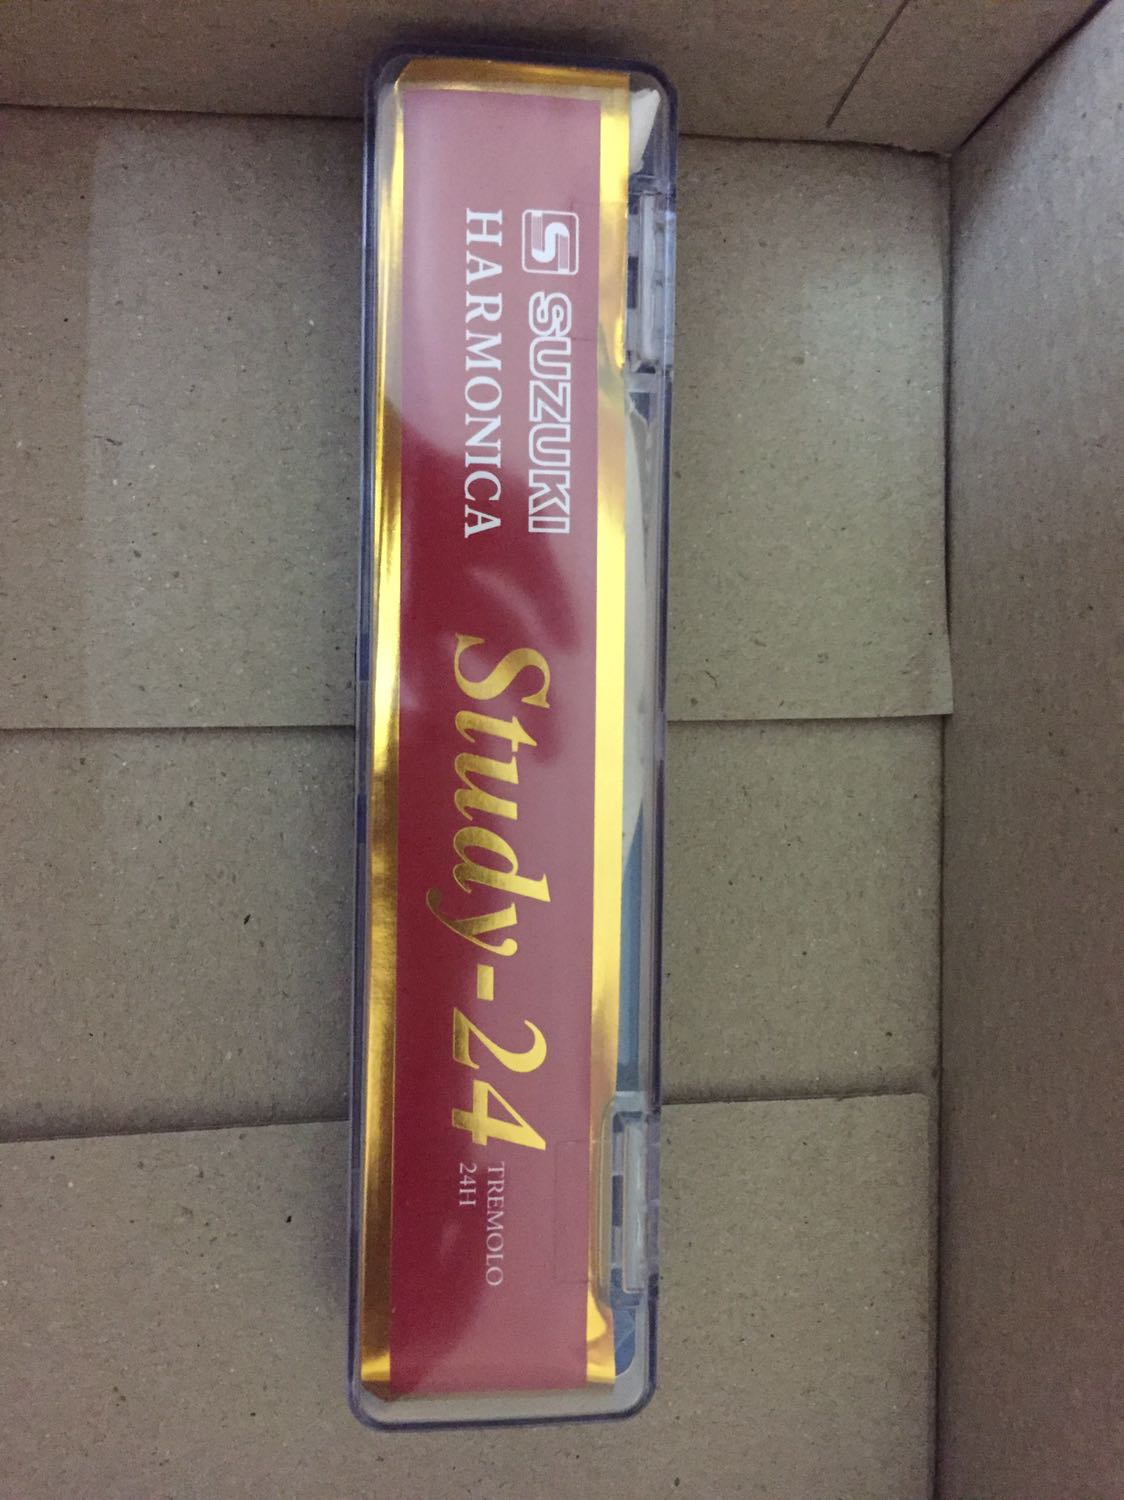 SUZUKI
HARMONICA
Study-24
TREMOLO
24H